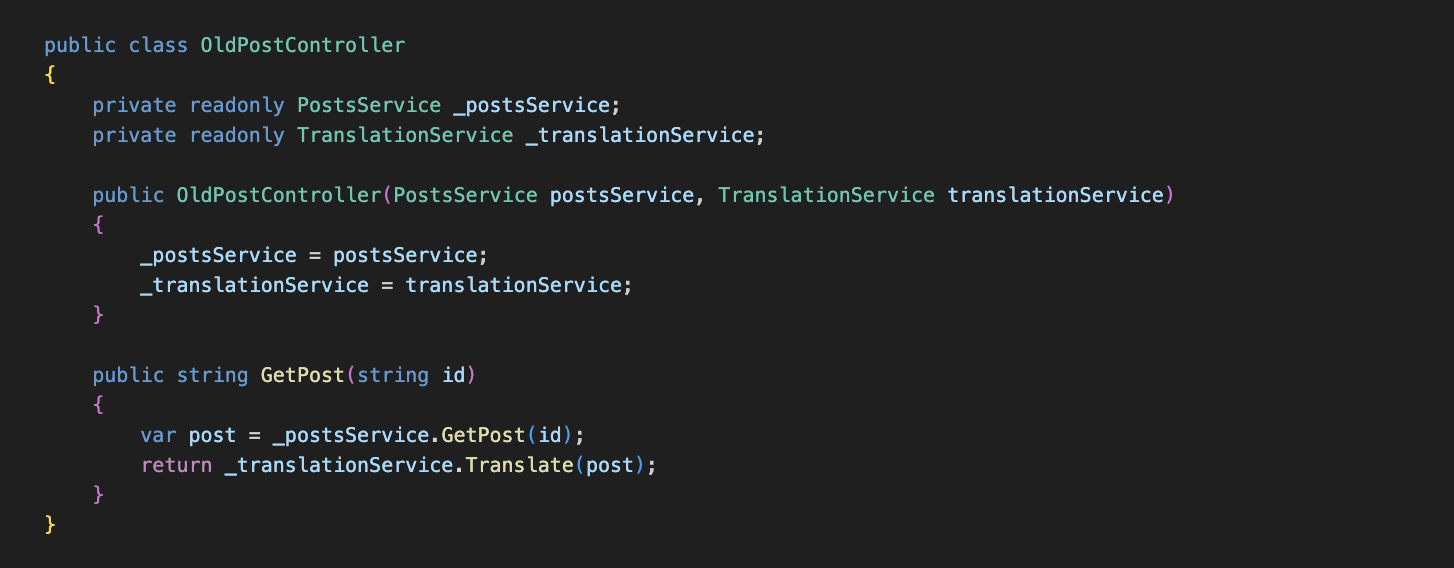 public class OldPostController
{
    private readonly PostsService _postsService;
    private readonly TranslationService _translationService;

    public OldPostController(PostsService postsService, TranslationService translationService)
    {
        _postsService = postsService;
        _translationService = translationService;
    }

    public string GetPost(string id)
    {
        var post = _postsService.GetPost(id);
        return _translationService.Translate(post);
    }
}